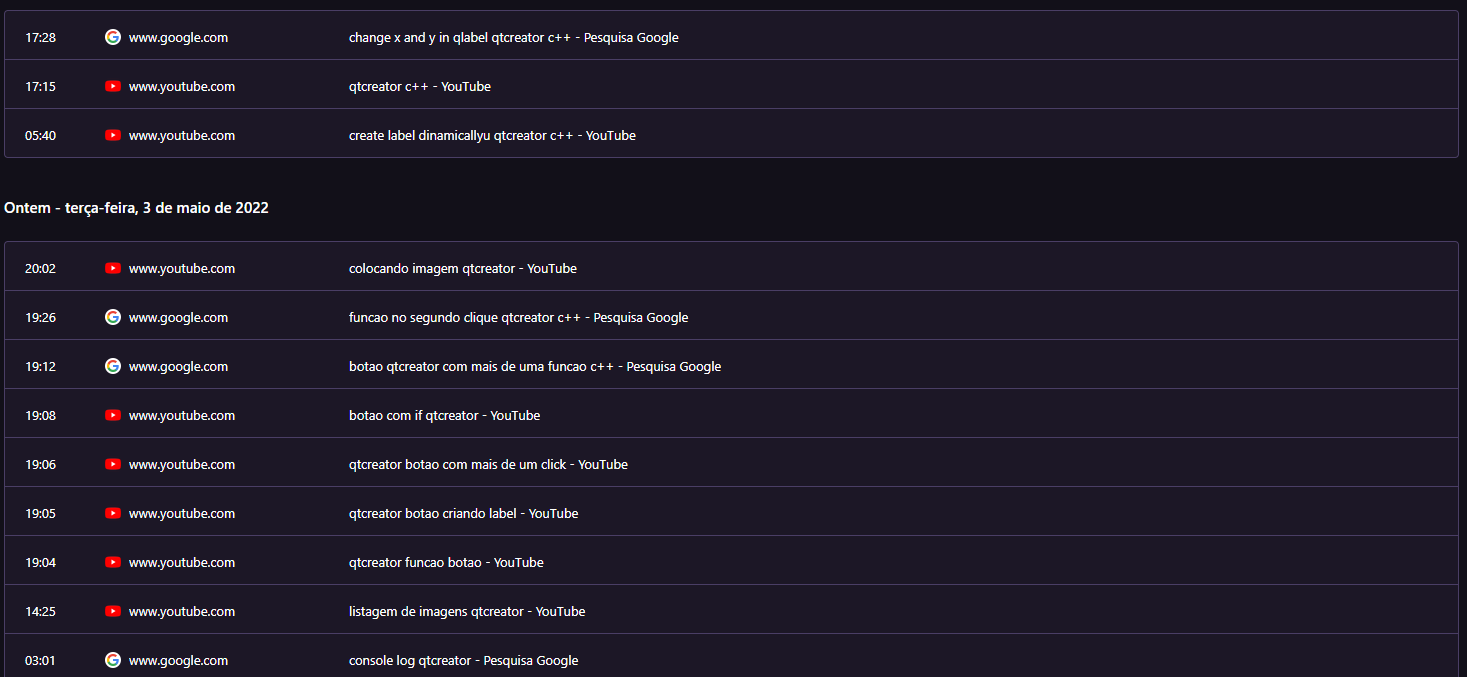 17:28 www.google.com change x and y in qlabel qtcreator c++ - Pesquisa Google
17:15 www.youtube.com qtcreator c++ - YouTube
05:40 www.youtube.com create label dinamicallyu qtcreator c++ - YouTube
Ontem - terça-feira, 3 de maio de 2022
20:02 www.youtube.com colocando imagem qtcreator - YouTube
19:26 www.google.com funcao no segundo clique qtcreator c++ - Pesquisa Google
19:12 www.google.com botao qtcreator com mais de uma funcao c++ - Pesquisa Google
19:08 www.youtube.com botao com if qtcreator - YouTube
19:06 www.youtube.com qtcreator botao com mais de um click - YouTube
19:05 www.youtube.com qtcreator botao criando label - YouTube
19:04 www.youtube.com qtcreator funcao botao - YouTube
14:25 www.youtube.com listagem de imagens qtcreator - YouTube
03:01 www.google.com console log qtcreator - Pesquisa Google